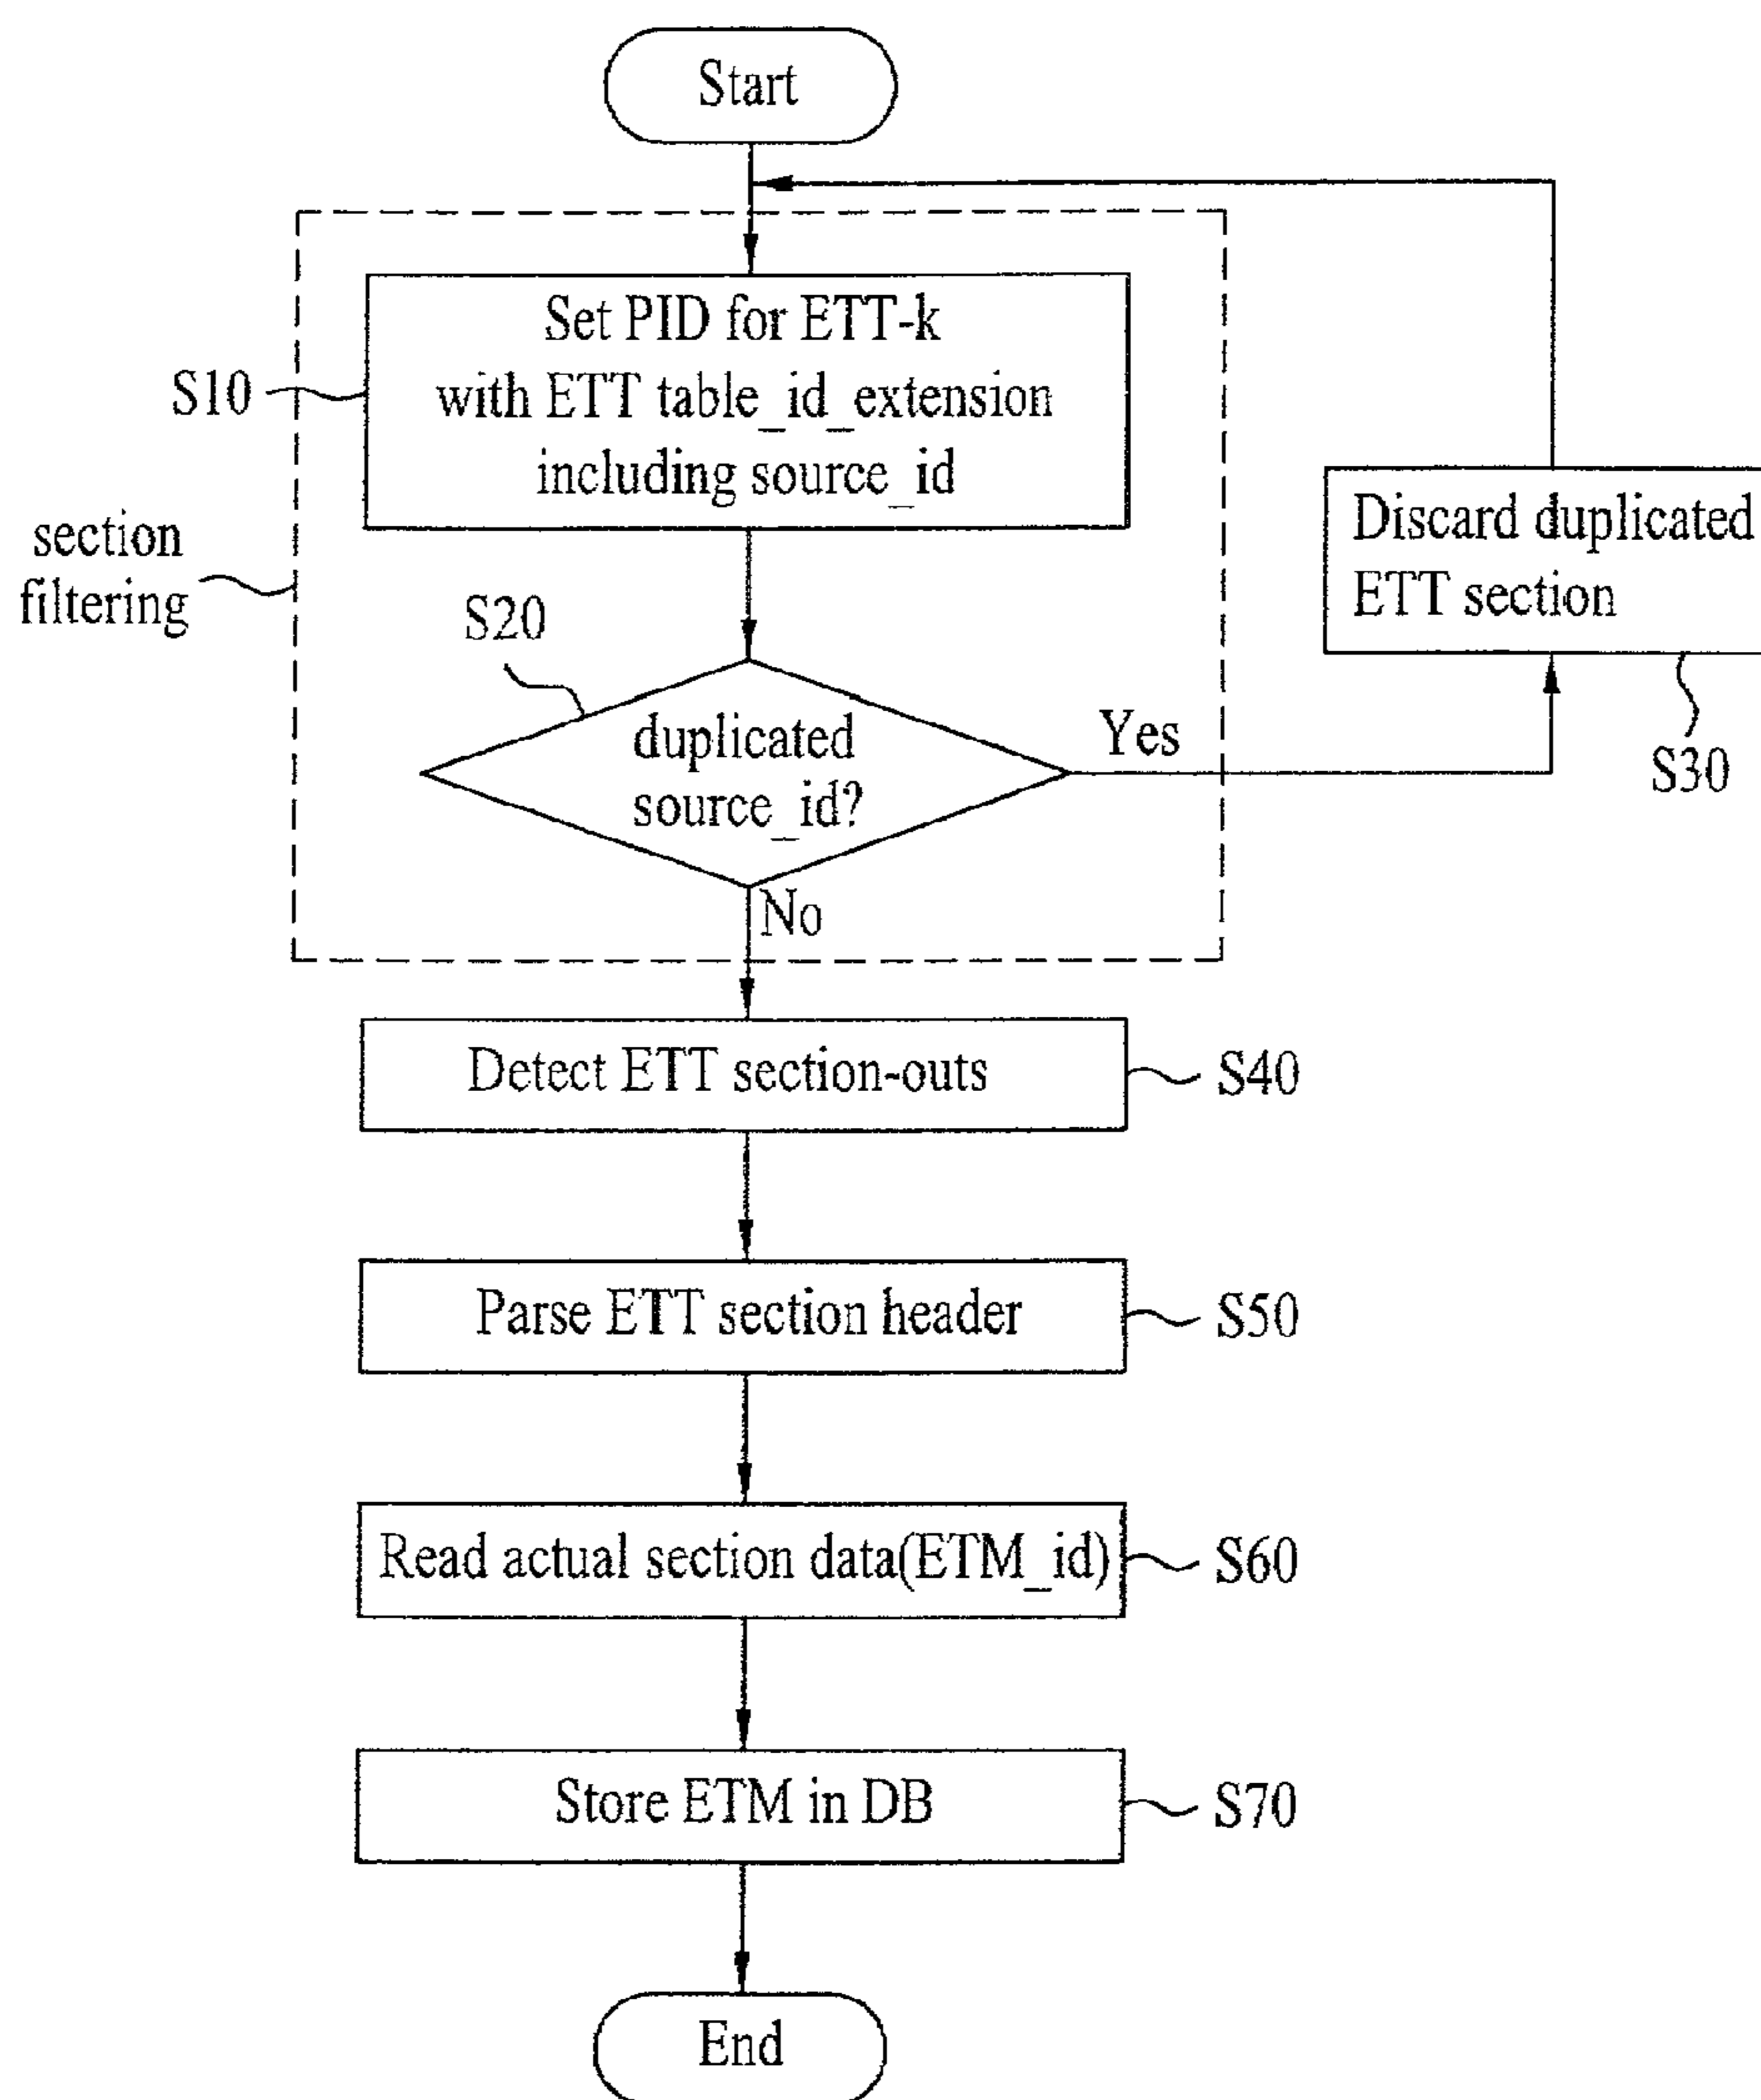 Start
Set PID for ETT-k
with ETT table_id_extension
including source_id
S10
section
filtering
Discard duplicated
ETT section
S30
S20
duplicated
source_id?
Yes
No
Detect ETT section-outs
S40
Parse ETT section header
S50
Read actual section data(ETM_id)
S60
Store ETM in DB
S70
End